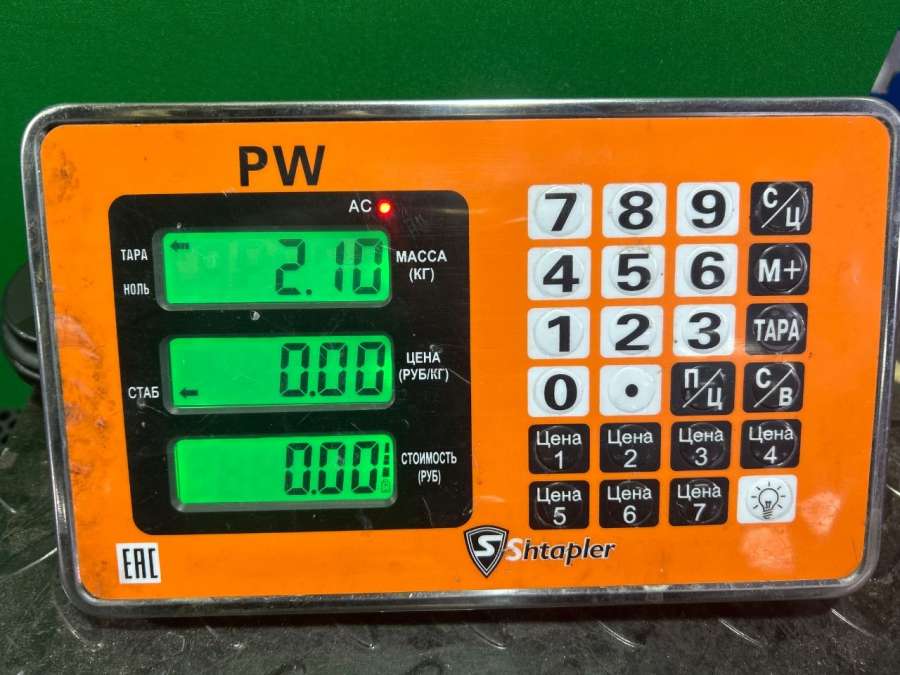 PW
AC
ТАРА
НОЛЬ
2.10
МАССА
(КГ)
СТАБ
0.00
ЦЕНА
(РУБ/КГ)
0.00
СТОИМОСТЬ
(РУБ)
7 8 9 С/Ц
4 5 6 М+
1 2 3 ТАРА
0 . П/Ц С/В
Цена 1 Цена 2 Цена 3 Цена 4
Цена 5 Цена 6 Цена 7
EAC
S Shtapler